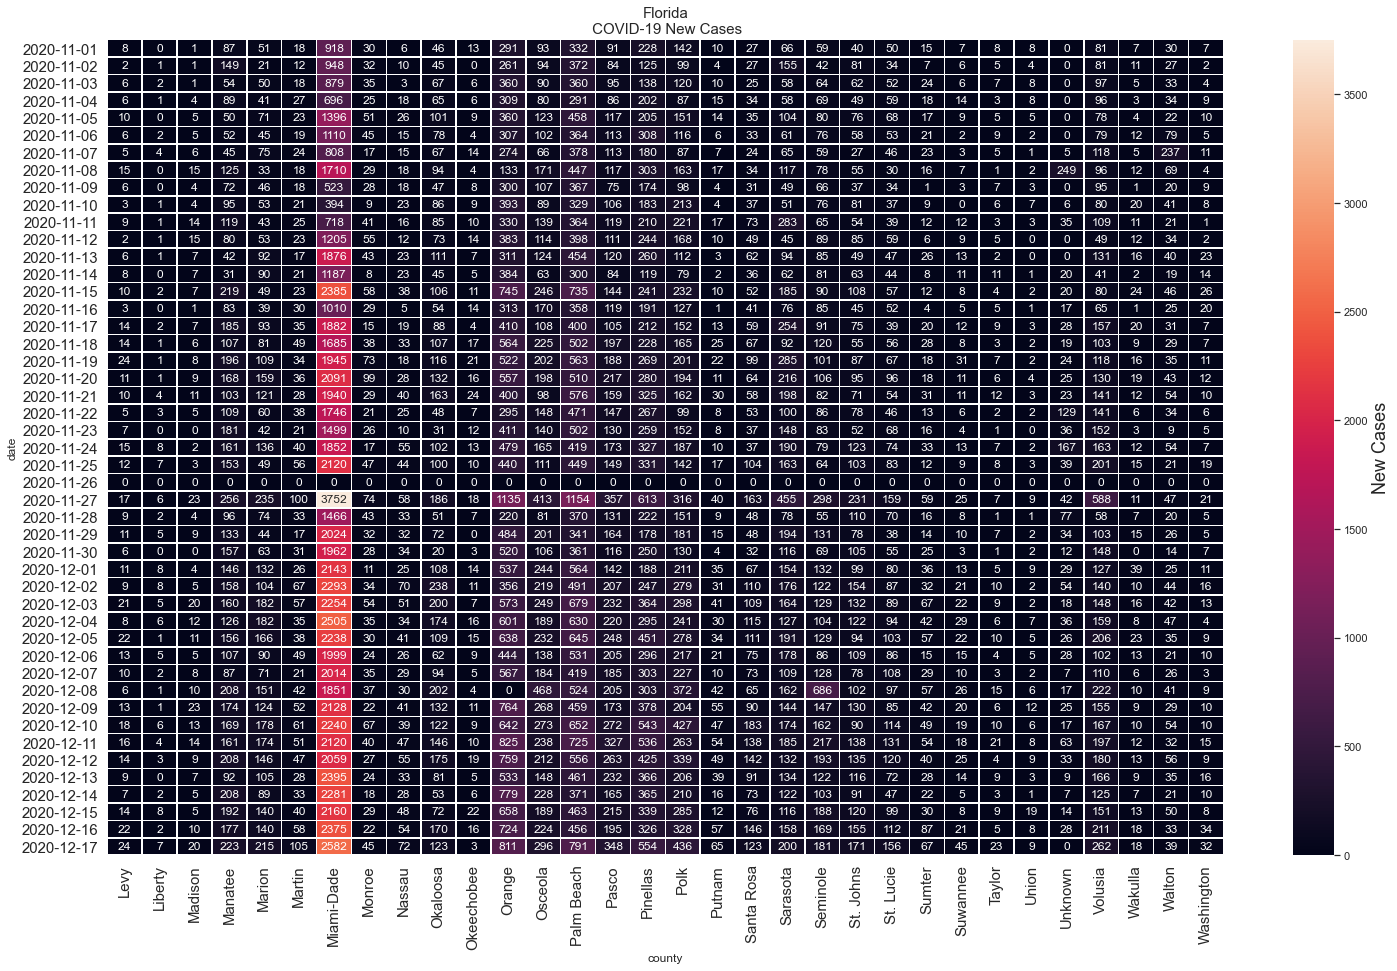 Florida
COVID-19 New Cases
2020-11-01 8 0 1 87 51 18 918 30 6 46 13 291 93 332 91 228 142 10 27 66 59 40 50 15 7 8 8 0 81 7 30 7
2020-11-02 2 1 1 149 21 12 948 32 10 45 0 261 94 372 84 125 99 4 27 155 42 81 34 7 6 5 4 0 81 11 27 2
2020-11-03 6 2 1 54 50 18 879 35 3 67 6 360 90 360 95 138 120 10 25 58 64 62 52 24 6 7 8 0 97 5 33 4
2020-11-04 6 1 4 89 41 27 696 25 18 65 6 309 80 291 86 202 87 15 34 58 69 49 59 18 14 3 8 0 96 3 34 9
2020-11-05 10 0 5 50 71 23 1396 51 26 101 9 360 123 458 117 205 151 14 35 104 80 76 68 17 9 5 5 0 78 4 22 10
2020-11-06 6 2 5 52 45 19 1110 45 15 78 4 307 102 364 113 308 116 6 33 61 76 58 53 21 2 9 2 0 79 12 79 5
2020-11-07 5 4 6 45 75 24 808 17 15 67 14 274 66 378 113 180 87 7 24 65 59 27 46 23 3 5 1 5 118 5 237 11
2020-11-08 15 0 15 125 33 18 1710 29 18 94 4 133 171 447 117 303 163 17 34 117 78 55 30 16 7 1 2 249 96 12 69 4
2020-11-09 6 0 4 72 46 18 523 28 18 47 8 300 107 367 75 174 98 4 31 49 66 37 34 1 3 7 3 0 95 1 20 9
2020-11-10 3 1 4 95 53 21 394 9 23 86 9 393 89 329 106 183 213 4 37 51 76 81 37 9 0 6 7 6 80 20 41 8
2020-11-11 9 1 14 119 43 25 718 41 16 85 10 330 139 364 119 210 221 17 73 283 65 54 39 12 12 3 3 35 109 11 21 1
2020-11-12 2 1 15 80 53 23 1205 55 12 73 14 383 114 398 111 244 168 10 49 45 89 85 59 6 9 5 0 0 49 12 34 2
2020-11-13 6 1 7 42 92 17 1876 43 23 111 7 311 124 454 120 260 112 3 62 94 85 49 47 26 13 2 0 0 131 16 40 23
2020-11-14 8 0 7 31 90 21 1187 8 23 45 5 384 63 300 84 119 79 2 36 62 81 63 44 8 11 11 1 20 41 2 19 14
2020-11-15 10 2 7 219 49 23 2385 58 38 106 11 745 246 735 144 241 232 10 52 185 90 108 57 12 8 4 2 20 80 24 46 26
2020-11-16 3 0 1 83 39 30 1010 29 5 54 14 313 170 358 119 191 127 1 41 76 85 45 52 4 5 5 1 17 65 1 25 20
2020-11-17 14 2 7 185 93 35 1882 15 19 88 4 410 108 400 105 212 152 13 59 254 91 75 39 20 12 9 3 28 157 20 31 7
2020-11-18 14 1 6 107 81 49 1685 38 33 107 17 564 225 502 197 228 165 25 67 92 120 55 56 28 8 3 2 19 103 9 29 7
2020-11-19 24 1 8 196 109 34 1945 73 18 116 21 522 202 563 188 269 201 22 99 285 101 87 67 18 31 7 2 24 118 16 35 11
2020-11-20 11 1 9 168 159 36 2091 99 28 132 16 557 198 510 217 280 194 11 64 216 106 95 96 18 11 6 4 25 130 19 43 12
2020-11-21 10 4 11 103 121 28 1940 29 40 163 24 400 98 576 159 325 162 30 58 198 82 71 54 31 11 12 3 23 141 12 54 10
2020-11-22 5 3 5 109 60 38 1746 21 25 48 7 295 148 471 147 267 99 8 53 100 86 78 46 13 6 2 2 129 141 6 34 6
2020-11-23 7 0 0 181 42 21 1499 26 10 31 12 411 140 502 130 259 152 8 37 148 83 52 68 16 4 1 0 36 152 3 9 5
2020-11-24 15 8 2 161 136 40 1852 17 55 102 13 479 165 419 173 327 187 10 37 190 79 123 74 33 13 7 2 167 163 12 54 7
2020-11-25 12 7 3 153 49 56 2120 47 44 100 10 440 111 449 149 331 142 17 104 163 64 103 83 12 9 8 3 39 201 15 21 19
2020-11-26 0 0 0 0 0 0 0 0 0 0 0 0 0 0 0 0 0 0 0 0 0 0 0 0 0 0 0 0 0 0 0 0
2020-11-27 17 6 23 256 235 100 3752 74 58 186 18 1135 413 1154 357 613 316 40 163 455 298 231 159 59 25 7 9 42 588 11 47 21
2020-11-28 9 2 4 96 74 33 1466 43 33 51 7 220 81 370 131 222 151 9 48 78 55 110 70 16 8 1 1 77 58 7 20 5
2020-11-29 11 5 9 133 44 17 2024 32 32 72 0 484 201 341 164 178 181 15 48 194 131 78 38 14 10 7 2 34 103 15 26 5
2020-11-30 6 0 0 157 63 31 1962 28 34 20 3 520 106 361 116 250 130 4 32 116 69 105 55 25 3 1 2 12 148 0 14 7
2020-12-01 11 8 4 146 132 26 2143 11 25 108 14 537 244 564 142 188 211 35 67 154 132 99 80 36 13 5 9 29 127 39 25 11
2020-12-02 9 8 5 158 104 67 2293 34 70 238 11 356 219 491 207 247 279 31 110 176 122 154 87 32 21 10 2 54 140 10 44 16
2020-12-03 21 5 20 160 182 57 2254 54 51 200 7 573 249 679 232 364 298 41 109 164 129 132 89 67 22 9 2 18 148 16 42 13
2020-12-04 8 6 12 126 182 35 2505 35 34 174 16 601 189 630 220 295 241 30 115 127 104 122 94 42 29 6 7 36 159 8 47 4
2020-12-05 22 1 11 156 166 38 2238 30 41 109 15 638 232 645 248 451 278 34 111 191 129 94 103 57 22 10 5 26 206 23 35 9
2020-12-06 13 5 5 107 90 49 1999 24 26 62 9 444 138 531 205 296 217 21 75 178 86 109 86 15 15 4 5 28 102 13 21 10
2020-12-07 10 2 8 87 71 21 2014 35 29 94 5 567 184 419 185 303 227 10 73 109 128 78 108 29 10 3 2 7 110 6 26 3
2020-12-08 6 1 10 208 151 42 1851 37 30 202 4 0 468 524 205 303 372 42 65 162 686 102 97 57 26 15 6 17 222 10 41 9
2020-12-09 13 1 23 174 124 52 2128 22 41 132 11 764 268 459 173 378 204 55 90 144 147 130 85 42 20 6 12 25 155 9 29 10
2020-12-10 18 6 13 169 178 61 2240 67 39 122 9 642 273 652 272 543 427 47 183 174 162 90 114 49 19 10 6 17 167 10 54 10
2020-12-11 16 4 14 161 174 51 2120 40 47 146 10 825 238 725 327 536 263 54 138 185 217 138 131 54 18 21 8 63 197 12 32 15
2020-12-12 14 3 9 208 146 47 2059 27 55 175 19 759 212 556 263 425 339 49 142 132 193 135 120 40 25 4 9 33 180 13 56 9
2020-12-13 9 0 7 92 105 28 2395 24 33 81 5 533 148 461 232 366 206 39 91 134 122 116 72 28 14 9 3 9 166 9 35 16
2020-12-14 7 2 5 208 89 33 2281 18 28 53 6 779 228 371 165 365 210 16 73 122 103 91 47 22 5 3 1 7 125 7 21 10
2020-12-15 14 8 5 192 140 40 2160 29 48 72 22 658 189 463 215 339 285 12 76 116 188 120 99 30 8 9 19 14 151 13 50 8
2020-12-16 22 2 10 177 140 58 2375 22 54 170 16 724 224 456 195 326 328 57 146 158 169 155 112 87 21 5 8 28 211 18 33 34
2020-12-17 24 7 20 223 215 105 2582 45 72 123 3 811 296 791 348 554 436 65 123 200 181 171 156 67 45 23 9 0 262 18 39 32
Levy Liberty Madison Manatee Marion Martin Miami-Dade Monroe Nassau Okaloosa Okeechobee Orange Osceola Palm Beach Pasco Pinellas Polk Putnam Santa Rosa Sarasota Seminole St. Johns St. Lucie Sumter Suwannee Taylor Union Unknown Volusia Wakulla Walton Washington
county
date
3500
3000
2500
2000
1500
1000
500
0
New Cases